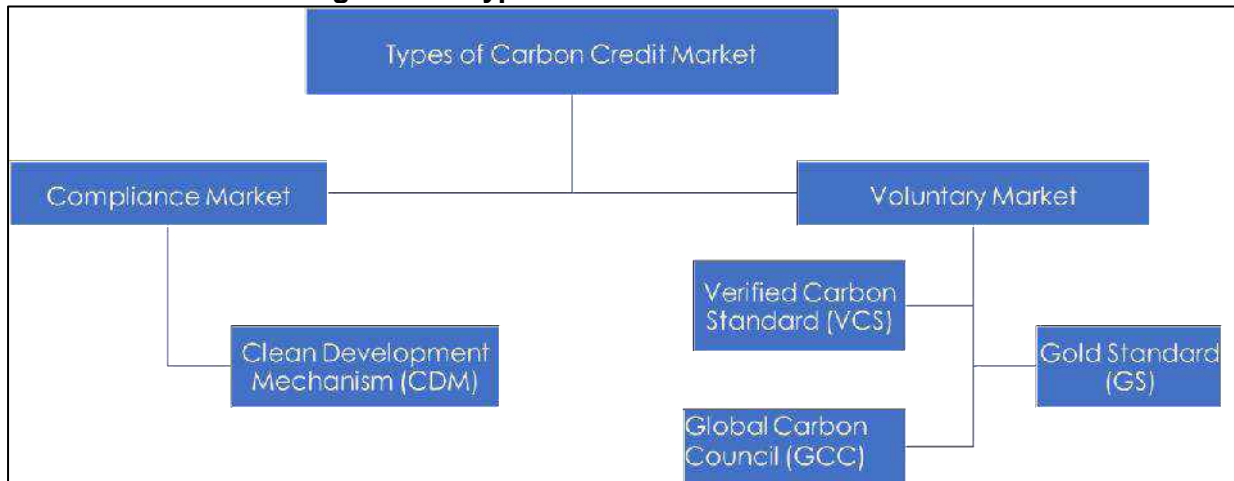 Types of Carbon Credit Market
Compliance Market
Voluntary Market
Verified Carbon
Standard (VCS)
Clean Development
Mechanism (CDM)
Gold Standard
(GS)
Global Carbon
Council (GCC)